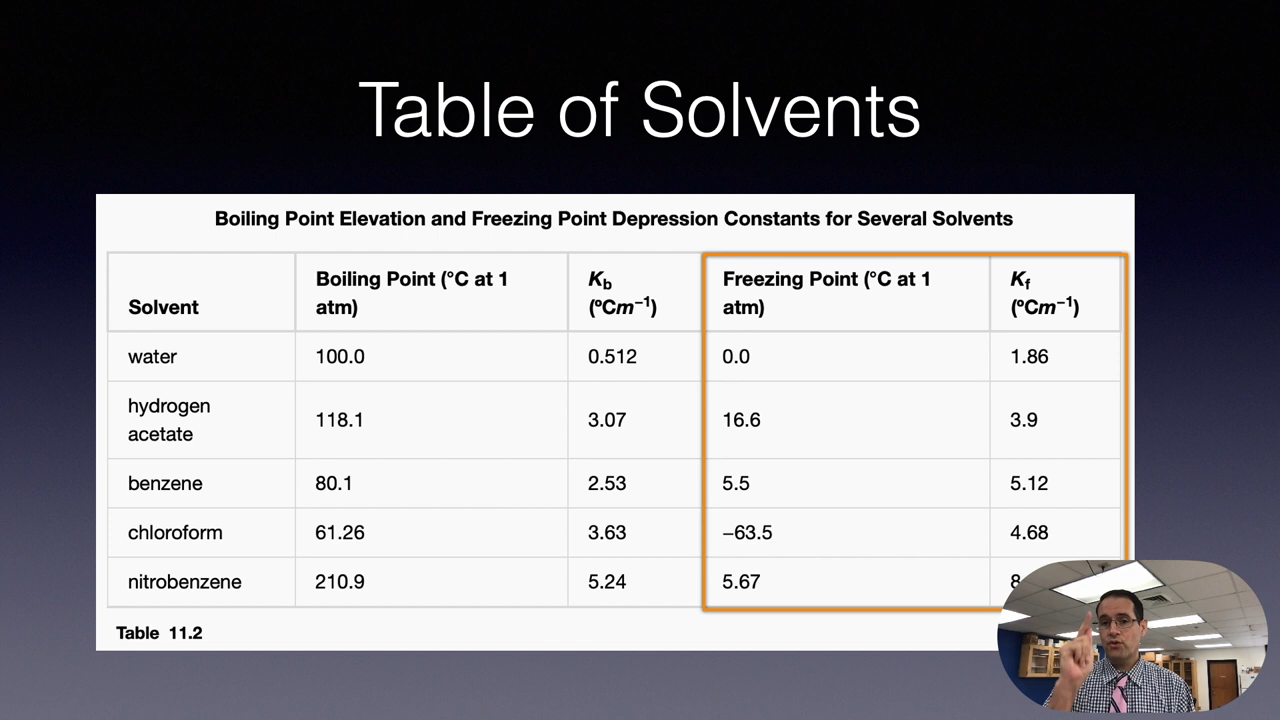 Table of Solvents
Boiling Point Elevation and Freezing Point Depression Constants for Several Solvents
Solvent
Boiling Point (°C at 1
atm)
Kb
(°Cm⁻¹)
Freezing Point (°C at 1
atm)
Kf
(°Cm⁻¹)
water 100.0 0.512 0.0 1.86
hydrogen
acetate
118.1 3.07 16.6 3.9
benzene 80.1 2.53 5.5 5.12
chloroform 61.26 3.63 −63.5 4.68
nitrobenzene 210.9 5.24 5.67
Table 11.2